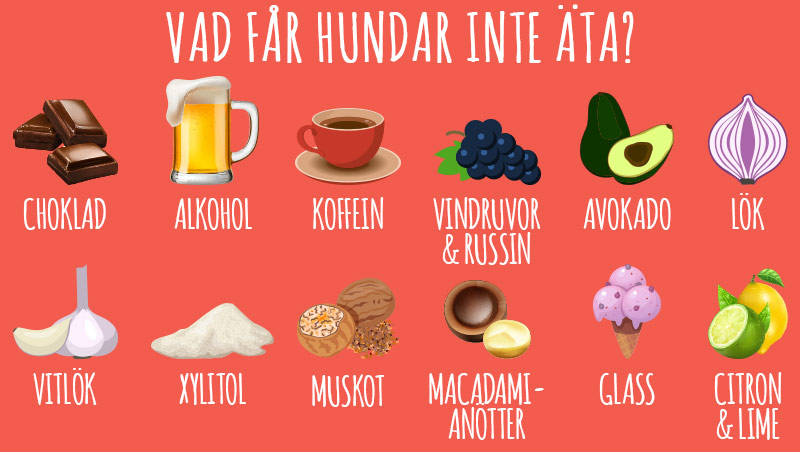 VAD FÅR HUNDAR INTE ÄTA?
CHOKLAD
ALKOHOL
KOFFEIN
VINDRUVOR
& RUSSIN
AVOKADO
LÖK
VITLÖK
XYLITOL
MUSKOT
MACADAMI-
ANÖTTER
GLASS
CITRON
& LIME